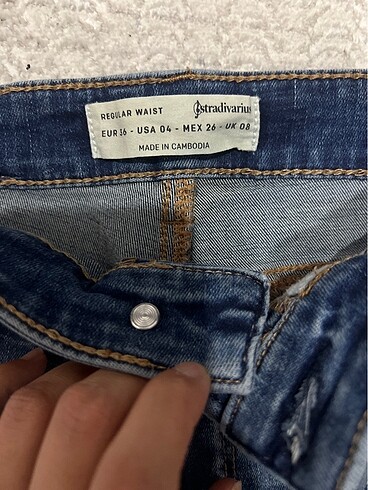 REGULAR WAIST
stradivarius
EUR 36 - USA 04 - MEX 26 - UK 08
MADE IN CAMBODIA